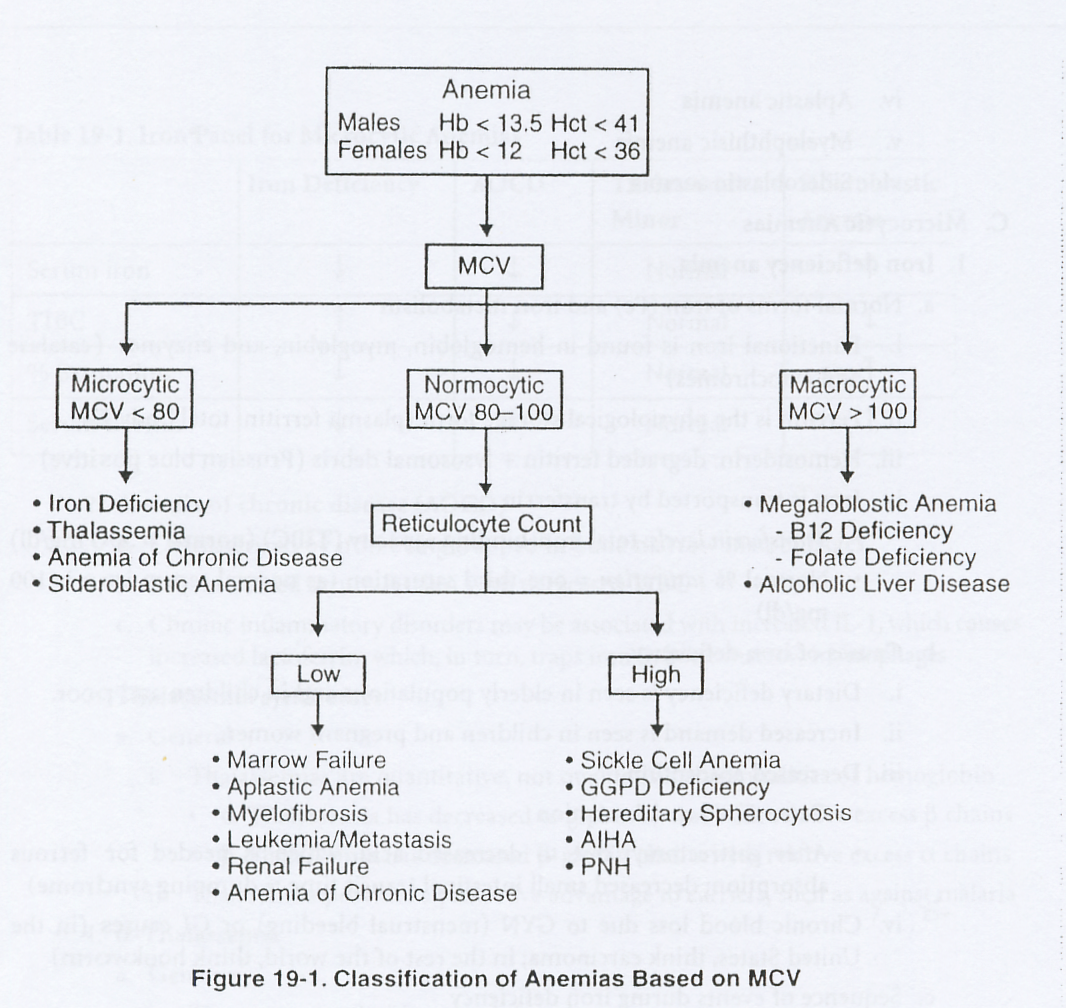 Anemia
Males Hb < 13.5 Hct < 41
Females Hb < 12 Hct < 36
MCV
Microcytic
MCV < 80
Normocytic
MCV 80–100
Macrocytic
MCV > 100
• Iron Deficiency
• Thalassemia
• Anemia of Chronic Disease
• Sideroblastic Anemia
Reticulocyte Count
• Megaloblostic Anemia
- B12 Deficiency
- Folate Deficiency
• Alcoholic Liver Disease
Low
High
• Marrow Failure
• Aplastic Anemia
• Myelofibrosis
• Leukemia/Metastasis
• Renal Failure
• Anemia of Chronic Disease
• Sickle Cell Anemia
• GGPD Deficiency
• Hereditary Spherocytosis
• AIHA
• PNH
Figure 19-1. Classification of Anemias Based on MCV